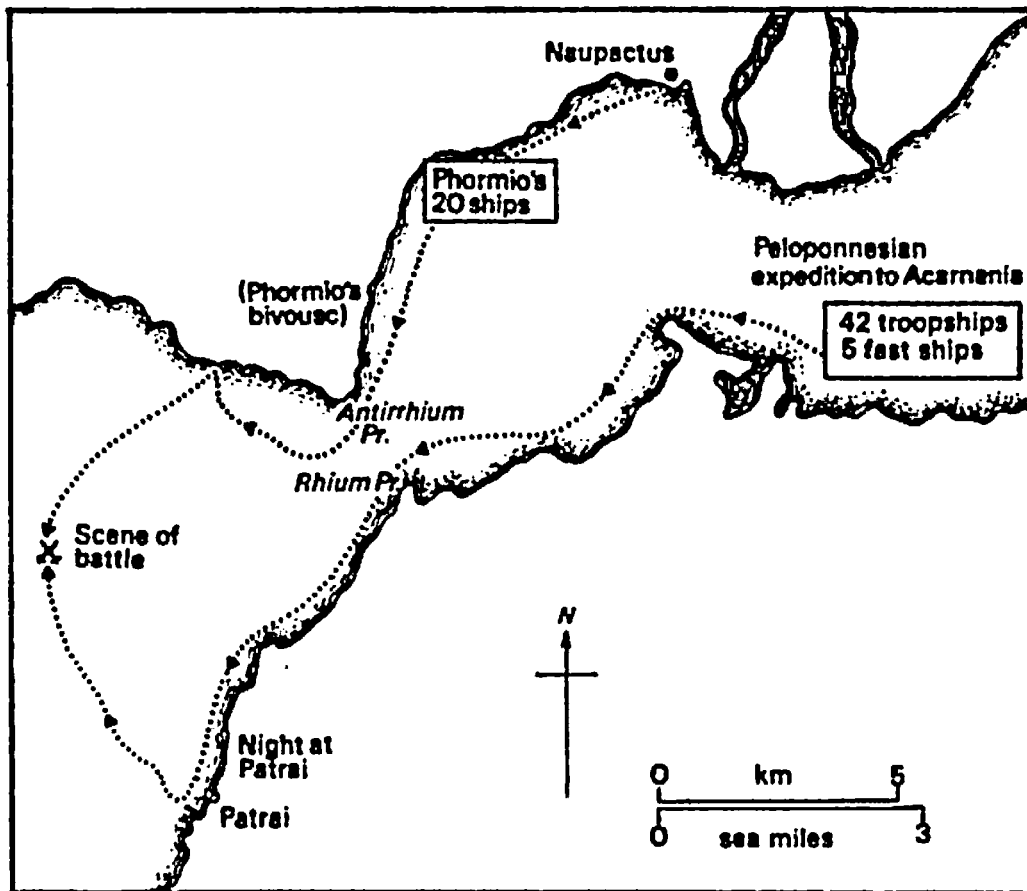 Naupactus
Phormio's
20 ships
Peloponnesian
expedition to Acarnania
(Phormio's
bivouac)
42 troopships
5 fast ships
Antirrhium
Pr.
Rhium Pr.
Scene of
battle
N
Night at
Patrai
Patrai
0 km 5
0 sea miles 3